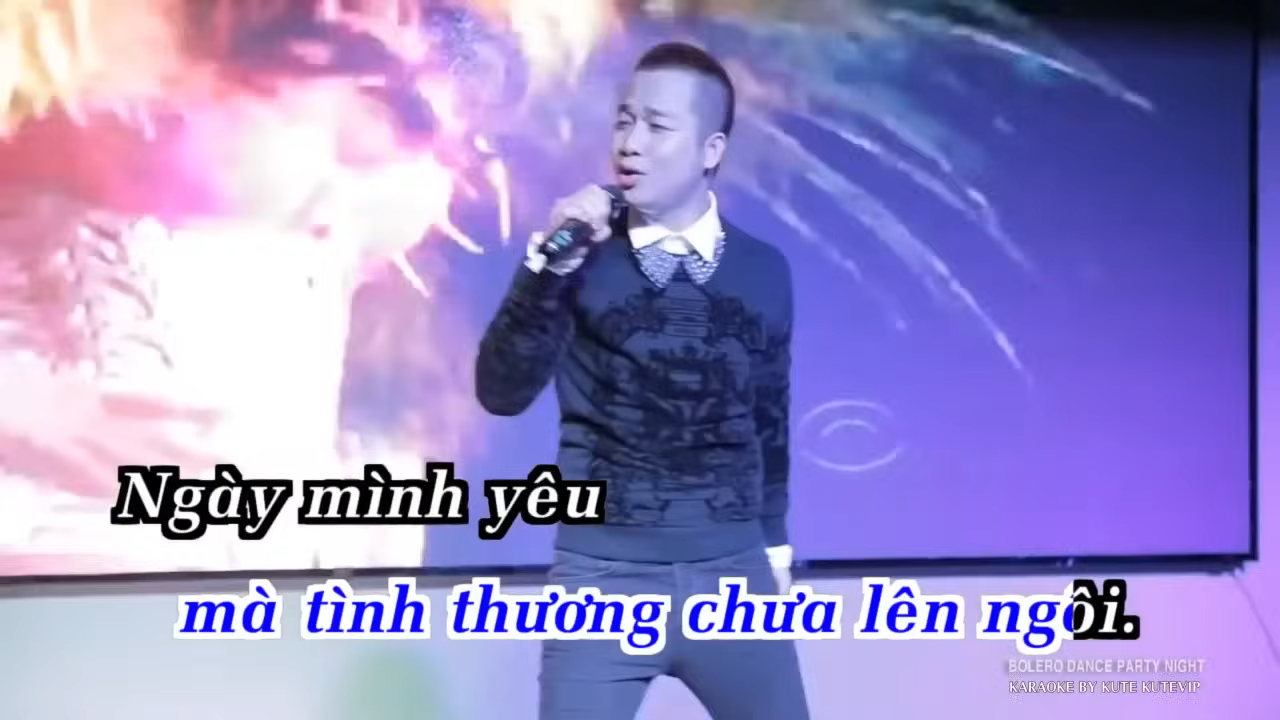 Ngày mình yêu
mà tình thương chưa lên ngôi.
BOLERO DANCE PARTY NIGHT
KARAOKE BY KUTE KUTEVIP